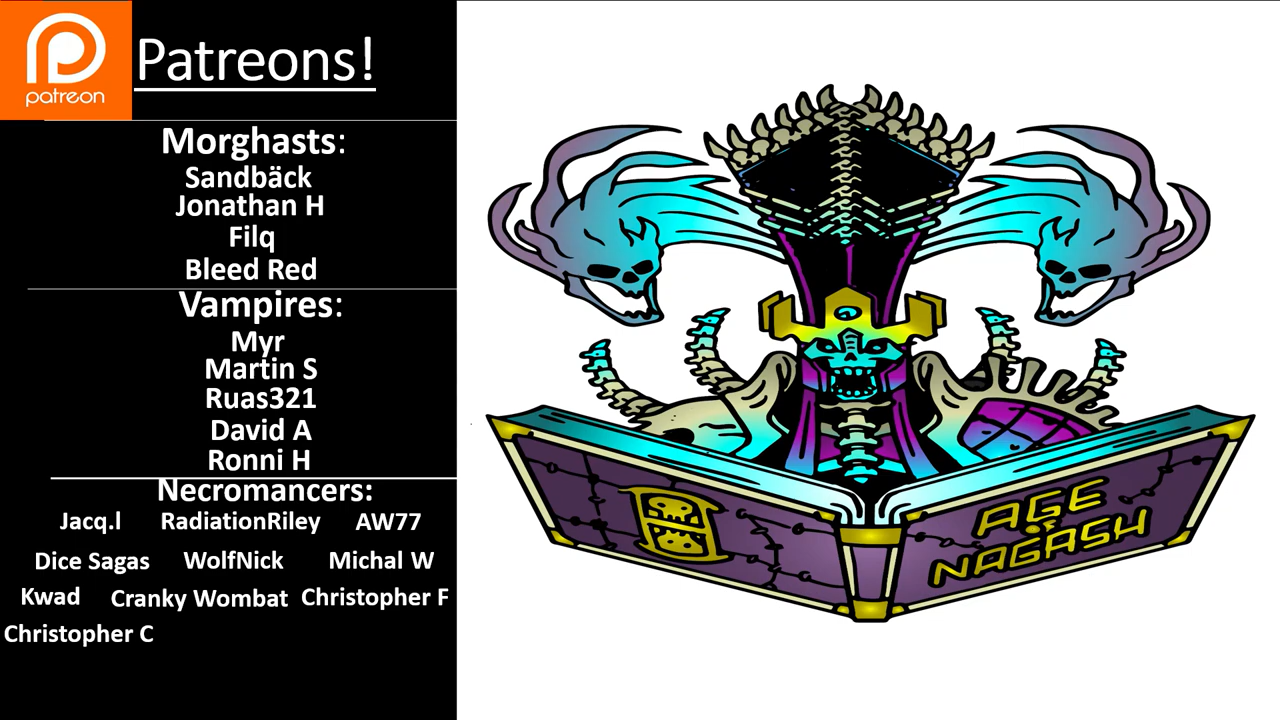 patreon
Patreons!
Morghasts:
Sandbäck
Jonathan H
Filq
Bleed Red
Vampires:
Myr
Martin S
Ruas321
David A
Ronni H
Necromancers:
Jacq.l RadiationRiley AW77
Dice Sagas WolfNick Michal W
Kwad Cranky Wombat Christopher F
Christopher C
AGE
OF
NAGASH